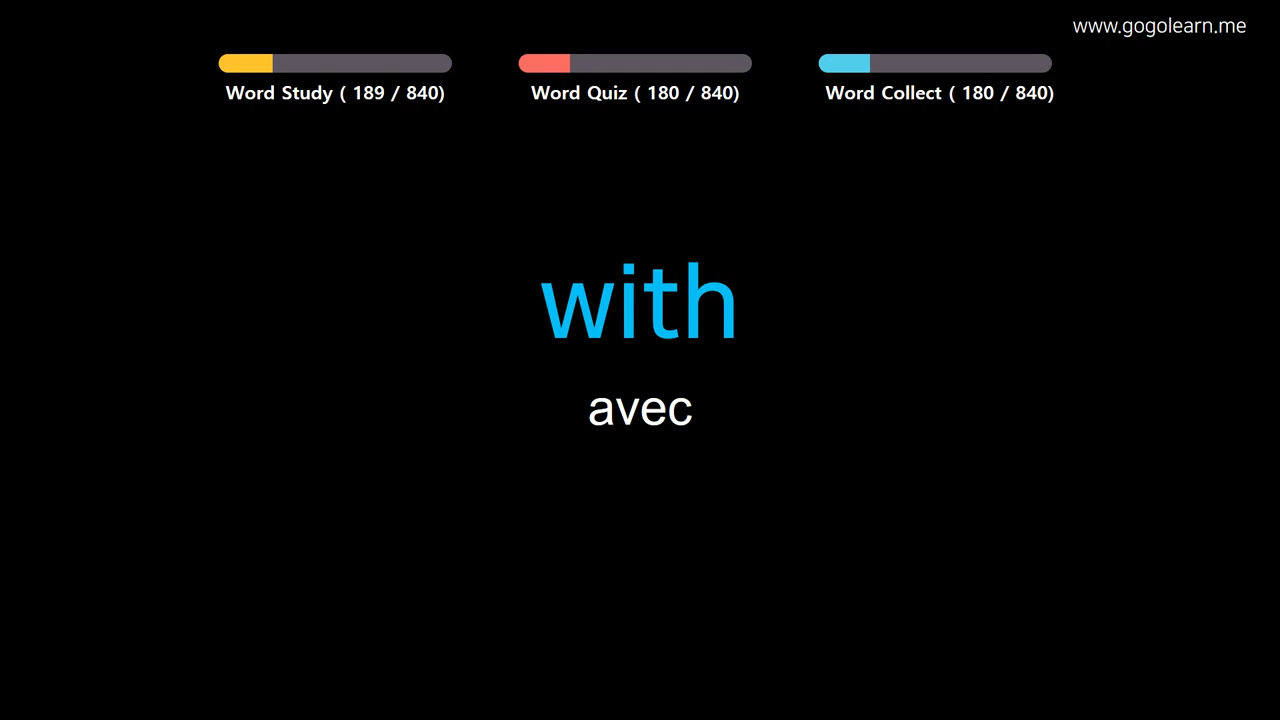 www.gogolearn.me
Word Study ( 189 / 840)
Word Quiz ( 180 / 840)
Word Collect ( 180 / 840)
with
avec